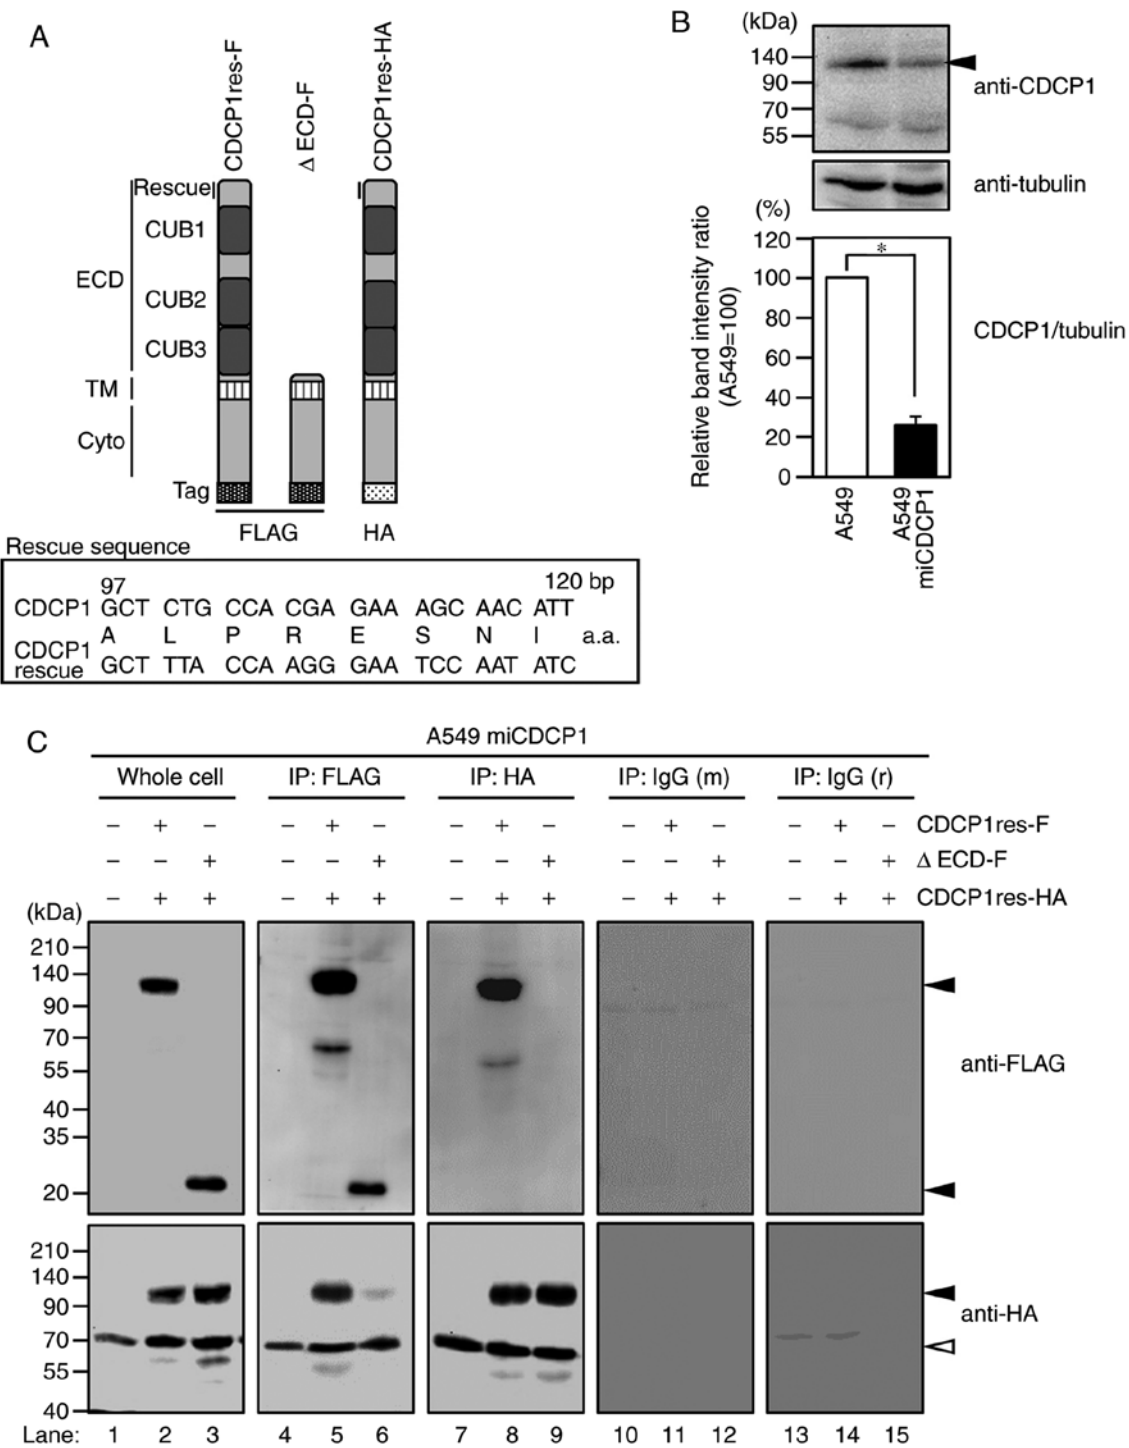 A
CDCP1res-F
Δ ECD-F
CDCP1res-HA
Rescue
CUB1
ECD
CUB2
CUB3
TM
Cyto
Tag
FLAG
HA
Rescue sequence
97 120 bp
CDCP1 GCT CTG CCA CGA GAA AGC AAC ATT
A L P R E S N I a.a.
CDCP1
rescue GCT TTA CCA AGG GAA TCC AAT ATC
B
(kDa)
140
90
70
55
anti-CDCP1
anti-tubulin
(%)
120
100
80
60
40
20
0
*
Relative band intensity ratio
(A549=100)
CDCP1/tubulin
A549
A549
miCDCP1
C
A549 miCDCP1
Whole cell IP: FLAG IP: HA IP: IgG (m) IP: IgG (r)
− + − − + − − + − − + − − + − CDCP1res-F
− − + − − + − − + − − + − − + Δ ECD-F
− + + − + + − + + − + + − + + CDCP1res-HA
(kDa)
210
140
90
70
55
40
35
20
anti-FLAG
210
140
90
70
55
40
anti-HA
Lane: 1 2 3 4 5 6 7 8 9 10 11 12 13 14 15